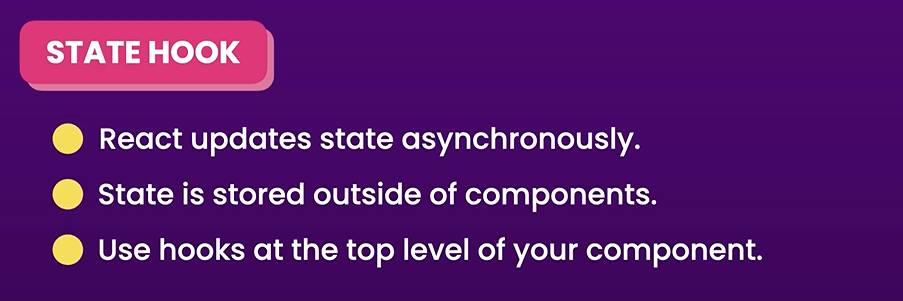 STATE HOOK
React updates state asynchronously.
State is stored outside of components.
Use hooks at the top level of your component.